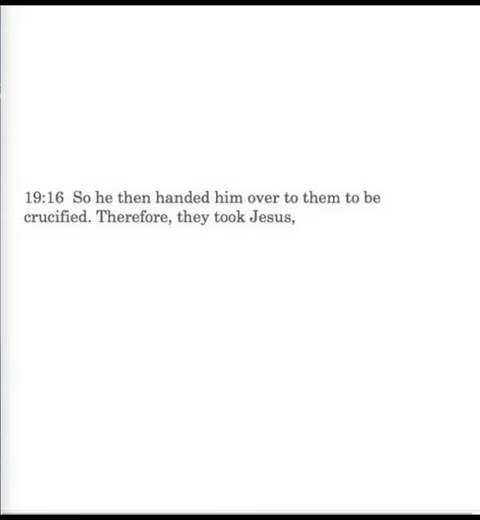 19:16 So he then handed him over to them to be
crucified. Therefore, they took Jesus,